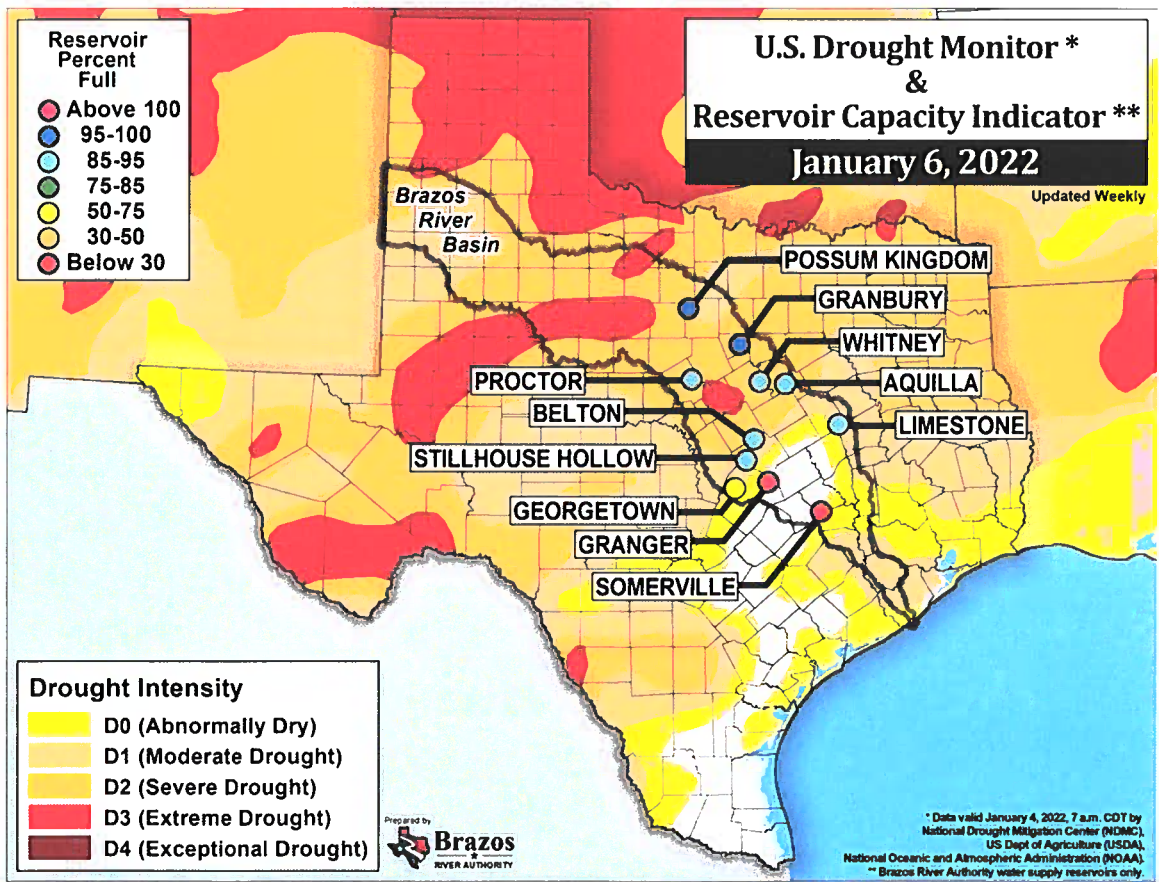 Reservoir
Percent
Full
Above 100
95-100
85-95
75-85
50-75
30-50
Below 30
U.S. Drought Monitor *
&
Reservoir Capacity Indicator **
January 6, 2022
Updated Weekly
Brazos
River
Basin
POSSUM KINGDOM
GRANBURY
WHITNEY
PROCTOR
AQUILLA
BELTON
LIMESTONE
STILLHOUSE HOLLOW
GEORGETOWN
GRANGER
SOMERVILLE
Drought Intensity
D0 (Abnormally Dry)
D1 (Moderate Drought)
D2 (Severe Drought)
D3 (Extreme Drought)
D4 (Exceptional Drought)
Prepared by
Brazos
RIVER AUTHORITY
* Data valid January 4, 2022, 7 a.m. CDT by
National Drought Mitigation Center (NDMC),
US Dept of Agriculture (USDA),
National Oceanic and Atmospheric Administration (NOAA).
** Brazos River Authority water supply reservoirs only.